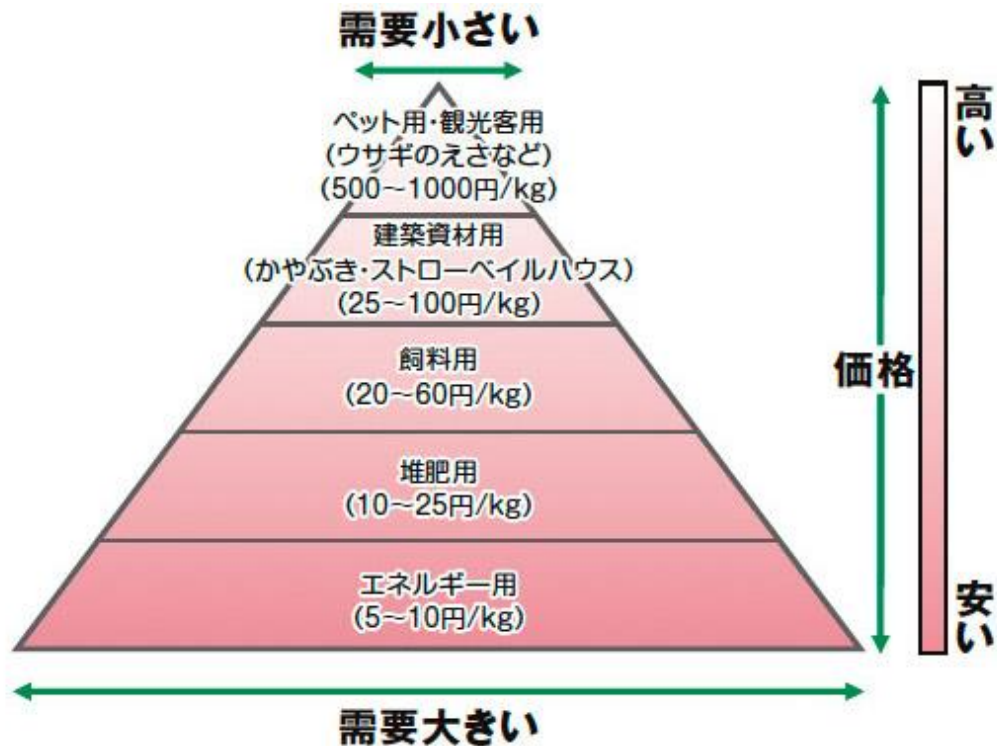 需要小さい
ペット用・観光客用
(ウサギのえさなど)
(500〜1000円/kg)
建築資材用
(かやぶき・ストローベイルハウス)
(25〜100円/kg)
飼料用
(20〜60円/kg)
堆肥用
(10〜25円/kg)
エネルギー用
(5〜10円/kg)
需要大きい
高い
価格
安い